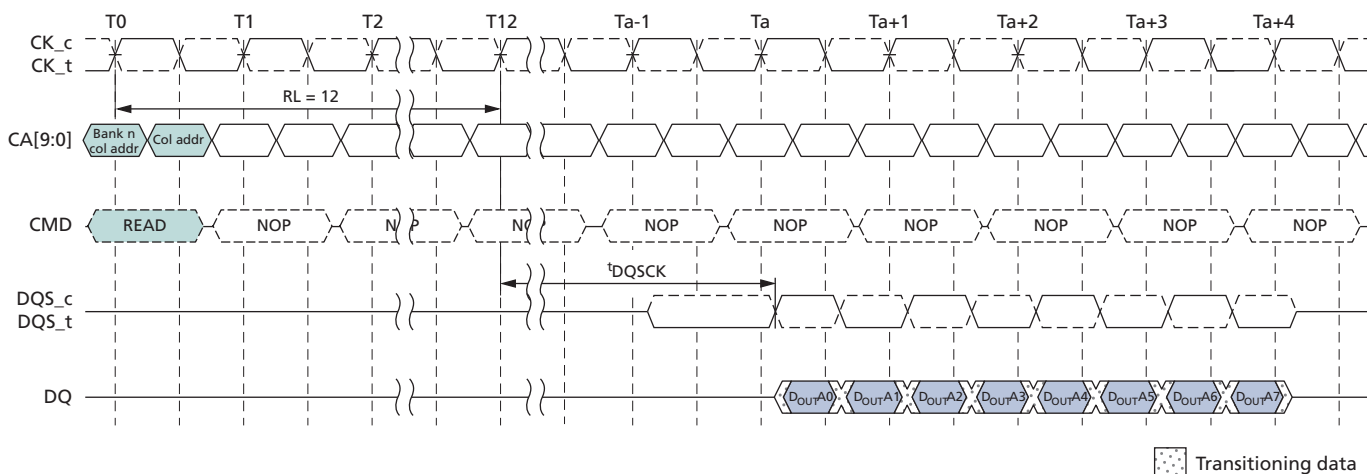 T0 T1 T2 T12 Ta-1 Ta Ta+1 Ta+2 Ta+3 Ta+4
CK_c
CK_t
RL = 12
CA[9:0]
Bank n
col addr
Col addr
CMD
READ NOP NOP NOP NOP NOP NOP NOP NOP NOP
tDQSCK
DQS_c
DQS_t
DQ
DOUTA0 DOUTA1 DOUTA2 DOUTA3 DOUTA4 DOUTA5 DOUTA6 DOUTA7
Transitioning data